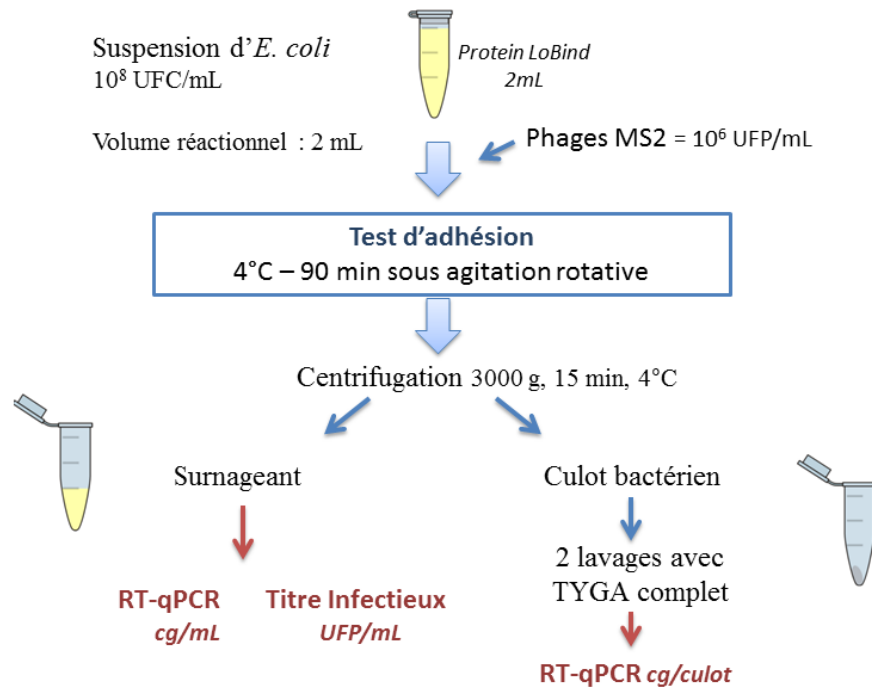 Suspension d’E. coli
10⁸ UFC/mL
Protein LoBind
2mL
Volume réactionnel : 2 mL
Phages MS2 = 10⁶ UFP/mL
Test d’adhésion
4°C – 90 min sous agitation rotative
Centrifugation 3000 g, 15 min, 4°C
Surnageant
Culot bactérien
2 lavages avec
TYGA complet
RT-qPCR
cg/mL
Titre Infectieux
UFP/mL
RT-qPCR cg/culot